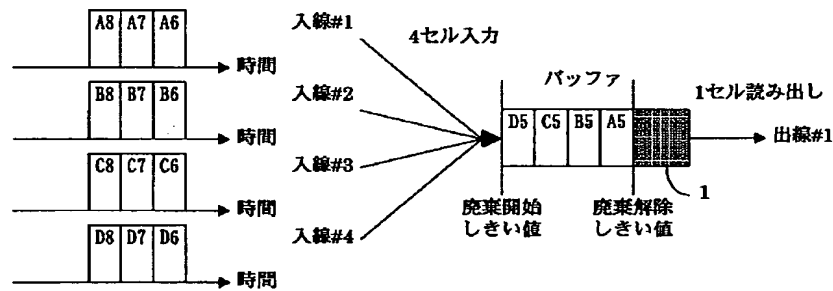 A8 A7 A6
時間
B8 B7 B6
時間
C8 C7 C6
時間
D8 D7 D6
時間
入線#1
入線#2
入線#3
入線#4
4セル入力
バッファ
1セル読み出し
D5 C5 B5 A5
出線#1
1
廃棄開始
しきい値
廃棄解除
しきい値